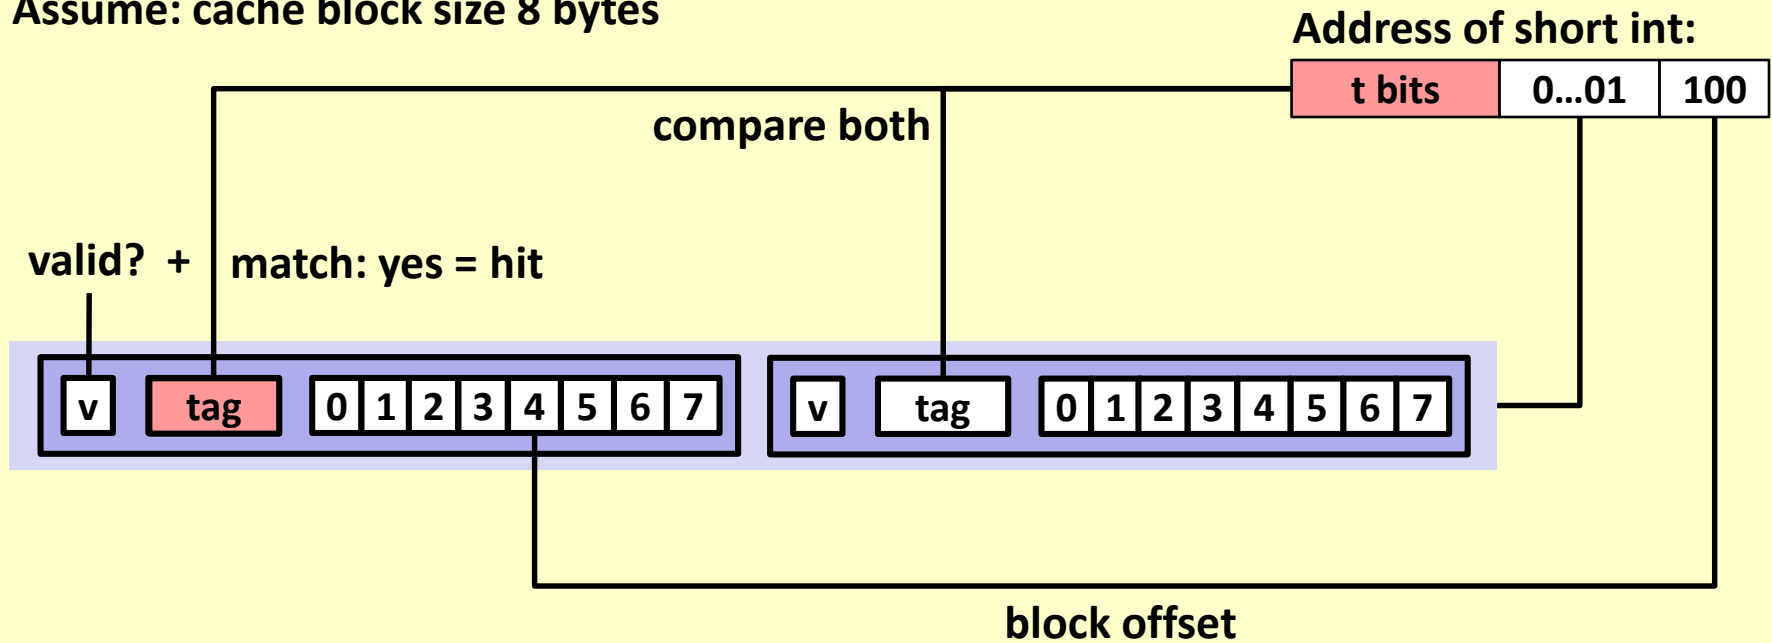 Assume: cache block size 8 bytes
Address of short int:
t bits 0...01 100
compare both
valid? + match: yes = hit
v tag 0 1 2 3 4 5 6 7 v tag 0 1 2 3 4 5 6 7
block offset